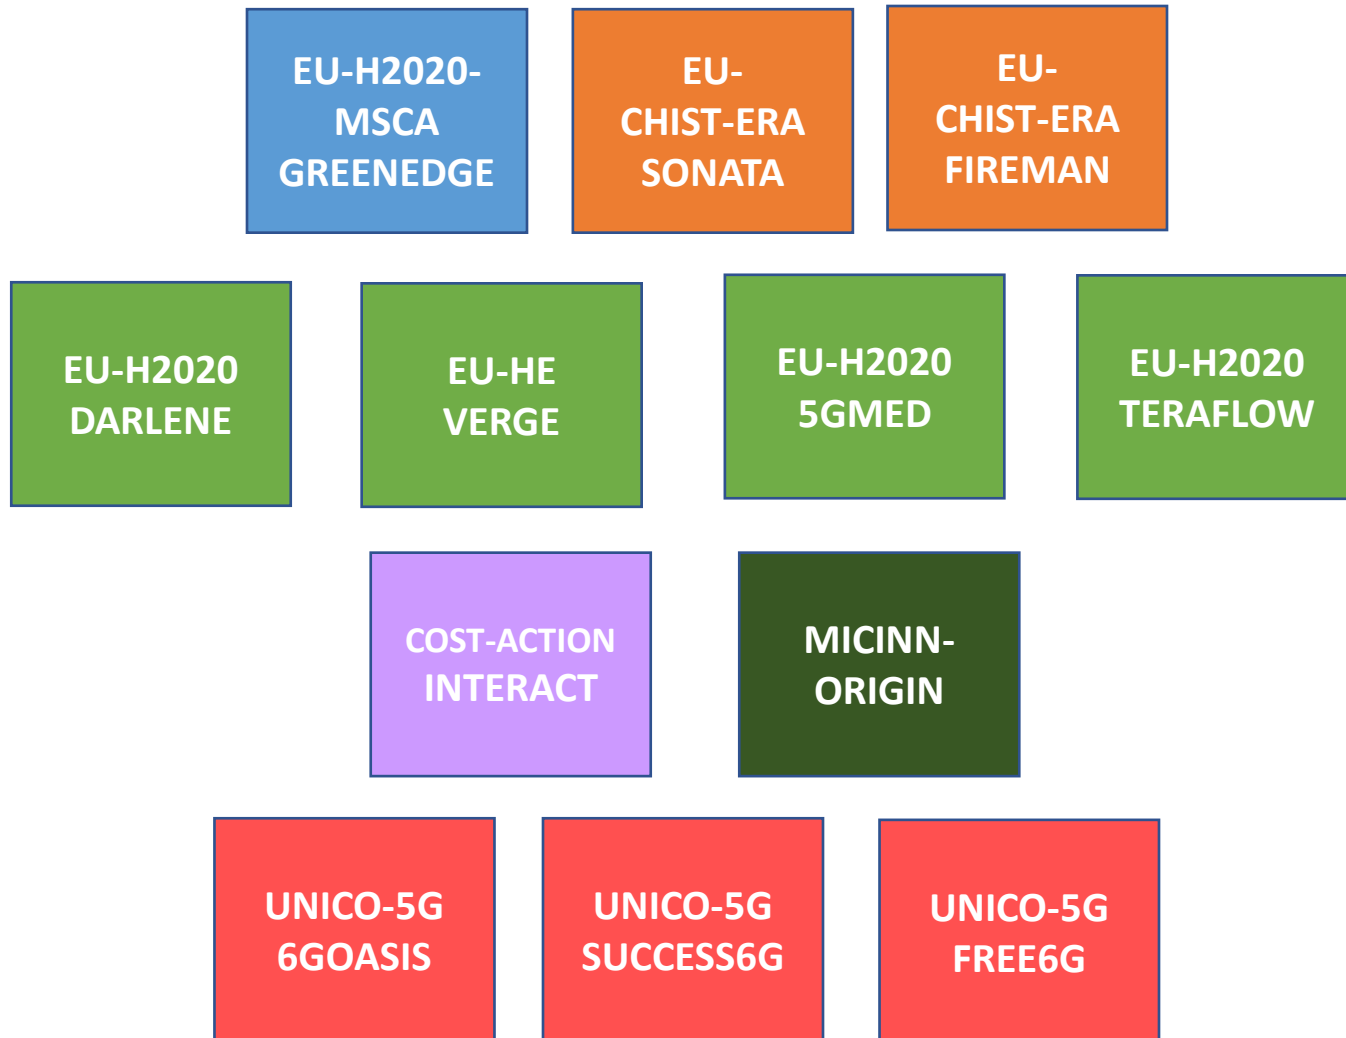 EU-H2020-
MSCA
GREENEDGE
EU-
CHIST-ERA
SONATA
EU-
CHIST-ERA
FIREMAN
EU-H2020
DARLENE
EU-HE
VERGE
EU-H2020
5GMED
EU-H2020
TERAFLOW
COST-ACTION
INTERACT
MICINN-
ORIGIN
UNICO-5G
6GOASIS
UNICO-5G
SUCCESS6G
UNICO-5G
FREE6G